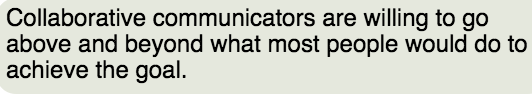 Collaborative communicators are willing to go
above and beyond what most people would do to
achieve the goal.